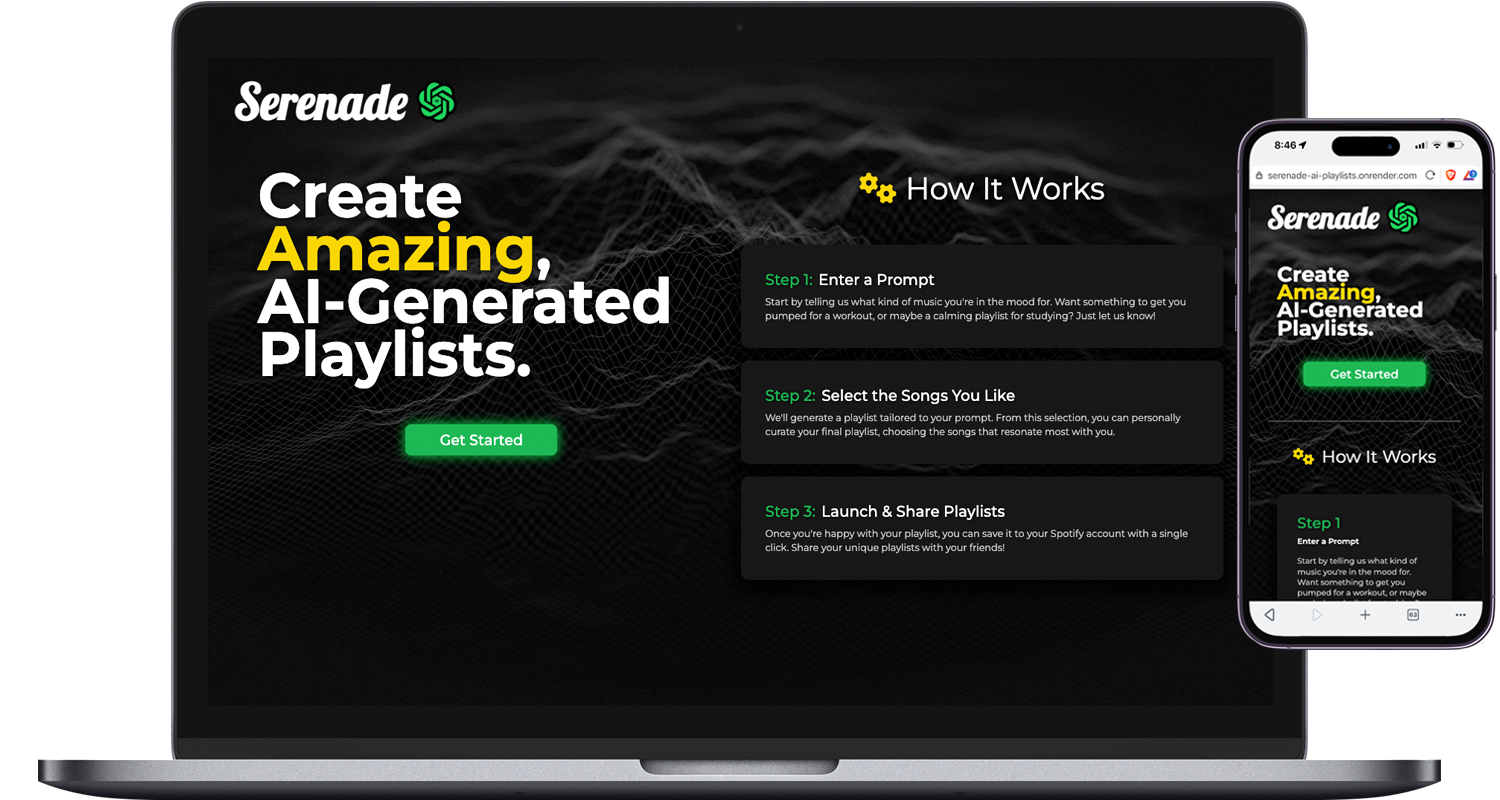 Serenade
Create
Amazing,
AI-Generated
Playlists.
Get Started
How It Works
Step 1: Enter a Prompt
Start by telling us what kind of music you're in the mood for. Want something to get you
pumped for a workout, or maybe a calming playlist for studying? Just let us know!
Step 2: Select the Songs You Like
We'll generate a playlist tailored to your prompt. From this selection, you can personally
curate your final playlist, choosing the songs that resonate most with you.
Step 3: Launch & Share Playlists
Once you're happy with your playlist, you can save it to your Spotify account with a single
click. Share your unique playlists with your friends!
8:46
serenade-ai-playlists.onrender.com
Serenade
Create
Amazing,
AI-Generated
Playlists.
Get Started
How It Works
Step 1
Enter a Prompt
Start by telling us what kind of
music you're in the mood for.
Want something to get you
pumped for a workout, or maybe
63